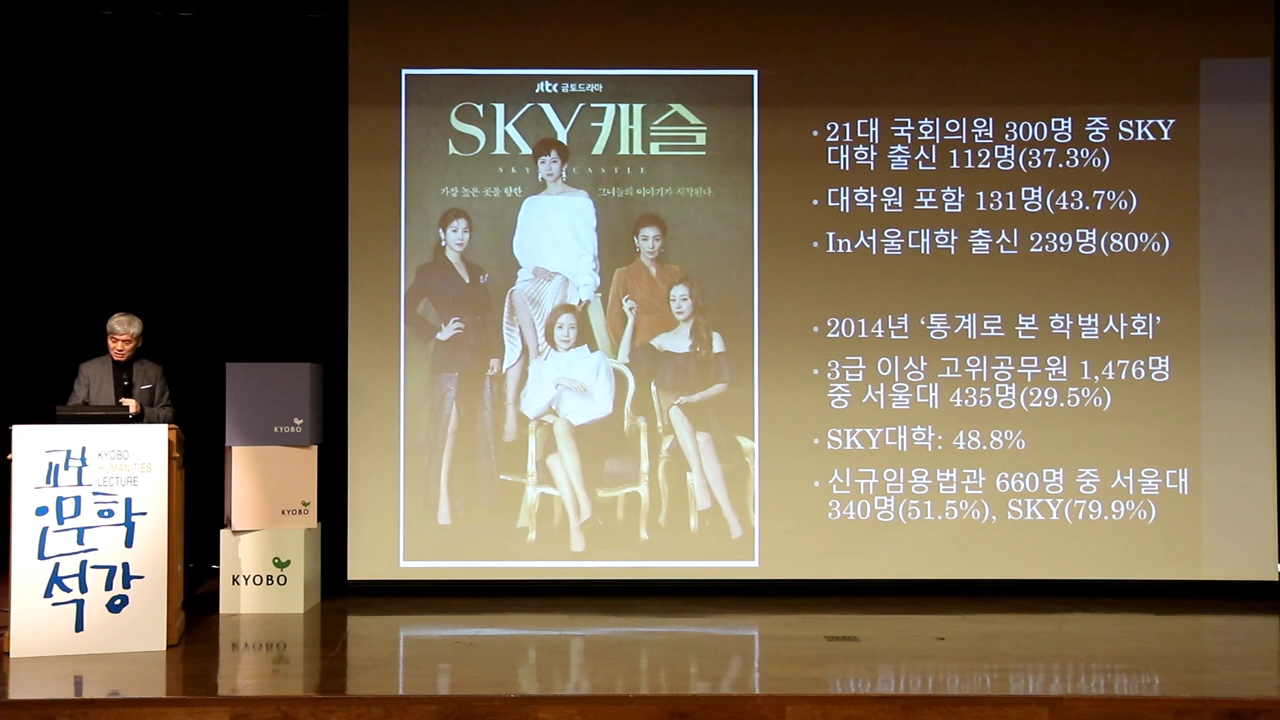 jtbc 금토드라마
SKY 캐슬
SKY CASTLE
가장 높은 곳을 향한 그녀들의 이야기가 시작된다
• 21대 국회의원 300명 중 SKY
대학 출신 112명(37.3%)
• 대학원 포함 131명(43.7%)
• In서울대학 출신 239명(80%)
• 2014년 ‘통계로 본 학벌사회’
• 3급 이상 고위공무원 1,476명
중 서울대 435명(29.5%)
• SKY대학: 48.8%
• 신규임용법관 660명 중 서울대
340명(51.5%), SKY(79.9%)
교보
KYOBO
HUMANITIES
LECTURE
인문학
석강
KYOBO
KYOBO
KYOBO